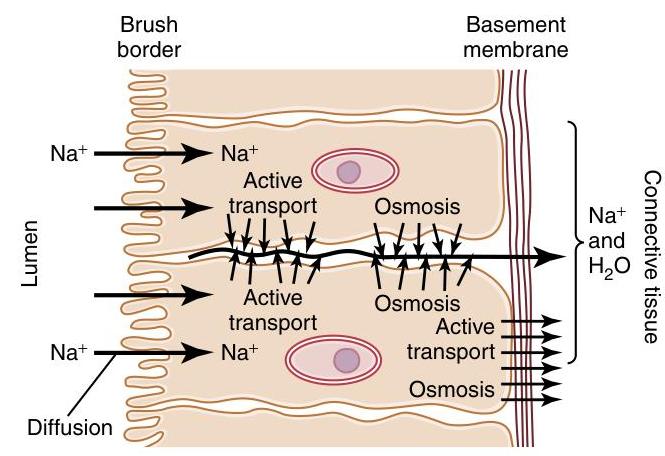 Brush
border
Basement
membrane
Na⁺
Na⁺
Active
transport
Osmosis
Lumen
Na⁺
and
H₂O
Connective tissue
Active
transport
Osmosis
Active
transport
Na⁺
Na⁺
Osmosis
Diffusion